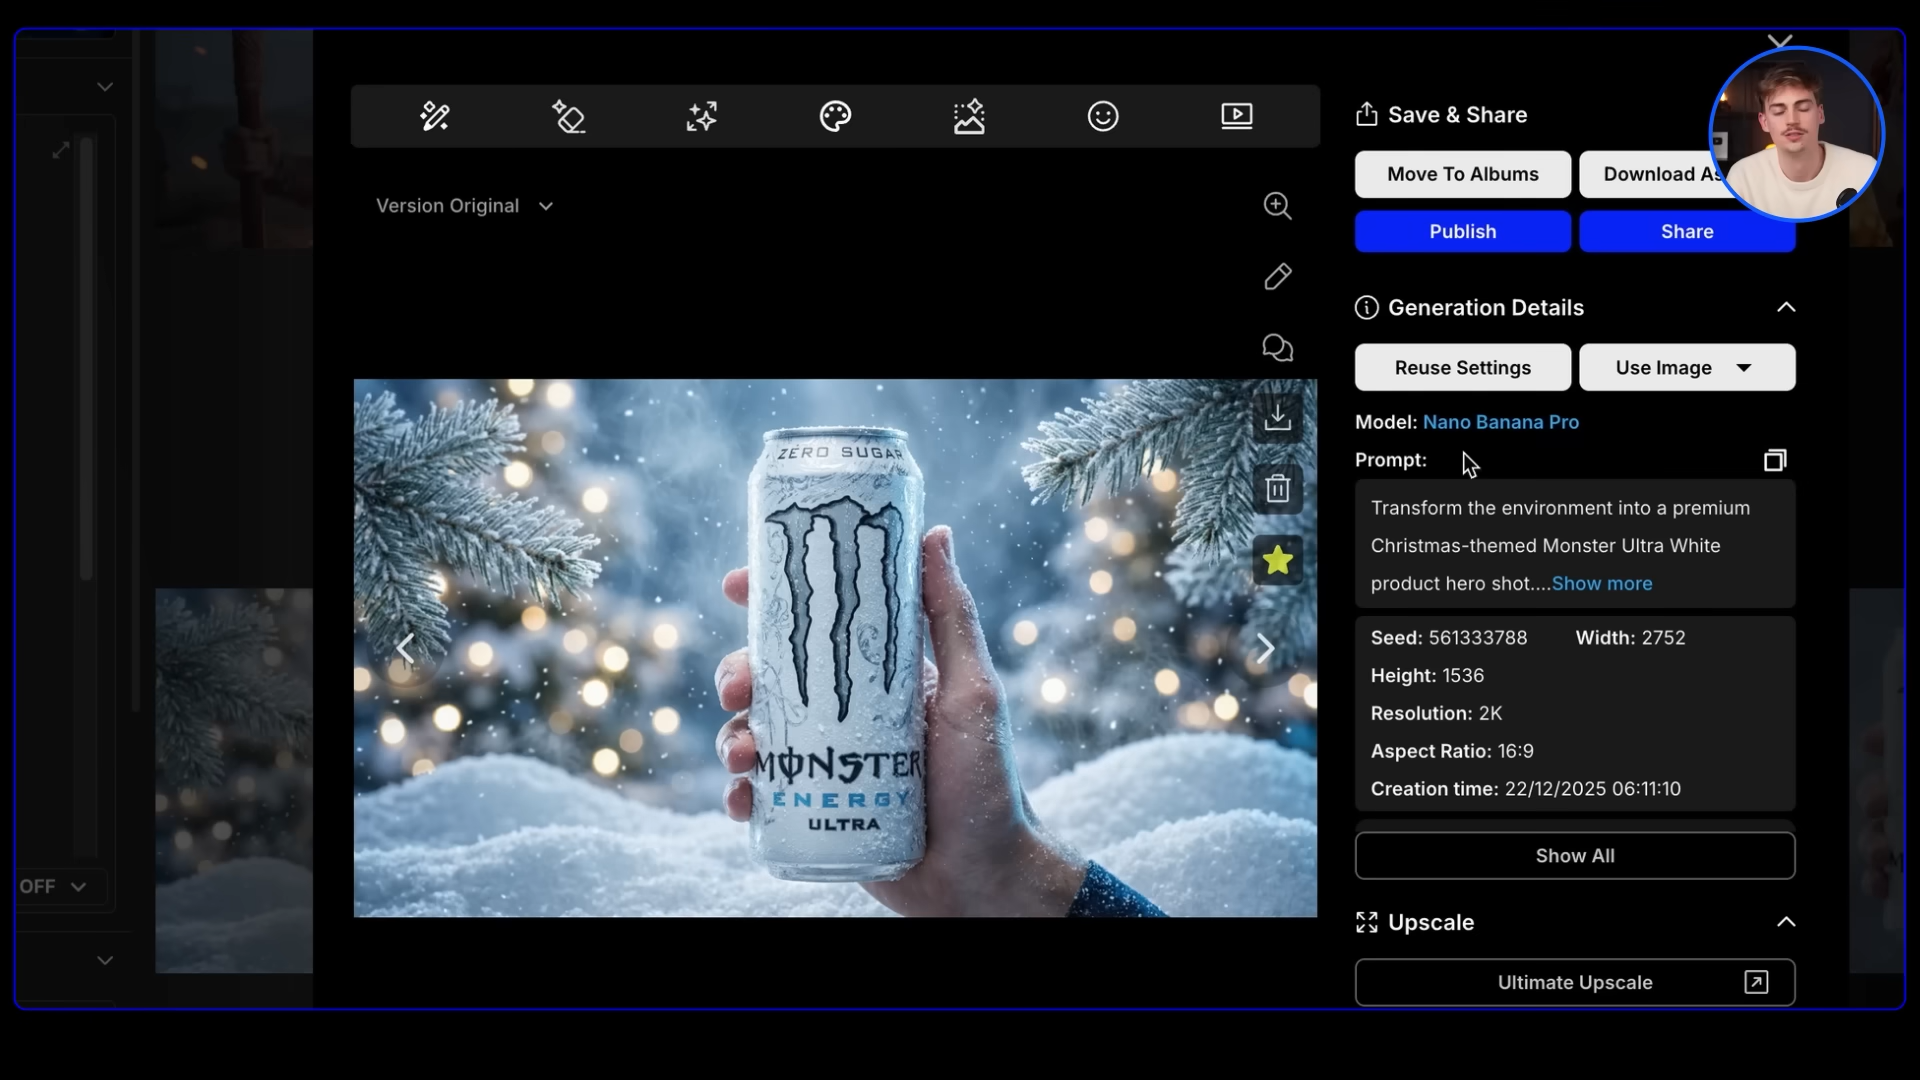 Save & Share
Move To Albums
Download As
Version Original
Publish
Share
Generation Details
Reuse Settings
Use Image
Model: Nano Banana Pro
Prompt:
ZERO SUGAR
Transform the environment into a premium
Christmas-themed Monster Ultra White
product hero shot....Show more
Seed: 561333788
Width: 2752
Height: 1536
Resolution: 2K
Aspect Ratio: 16:9
MONSTER
ENERGY
ULTRA
Creation time: 22/12/2025 06:11:10
Show All
OFF
Upscale
Ultimate Upscale